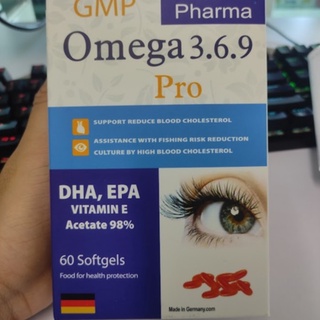 GMP
Pharma
Omega 3.6.9
Pro
SUPPORT REDUCE BLOOD CHOLESTEROL
ASSISTANCE WITH FISHING RISK REDUCTION
CULTURE BY HIGH BLOOD CHOLESTEROL
DHA, EPA
VITAMIN E
Acetate 98%
60 Softgels
Food for health protection
Made in Germany.com